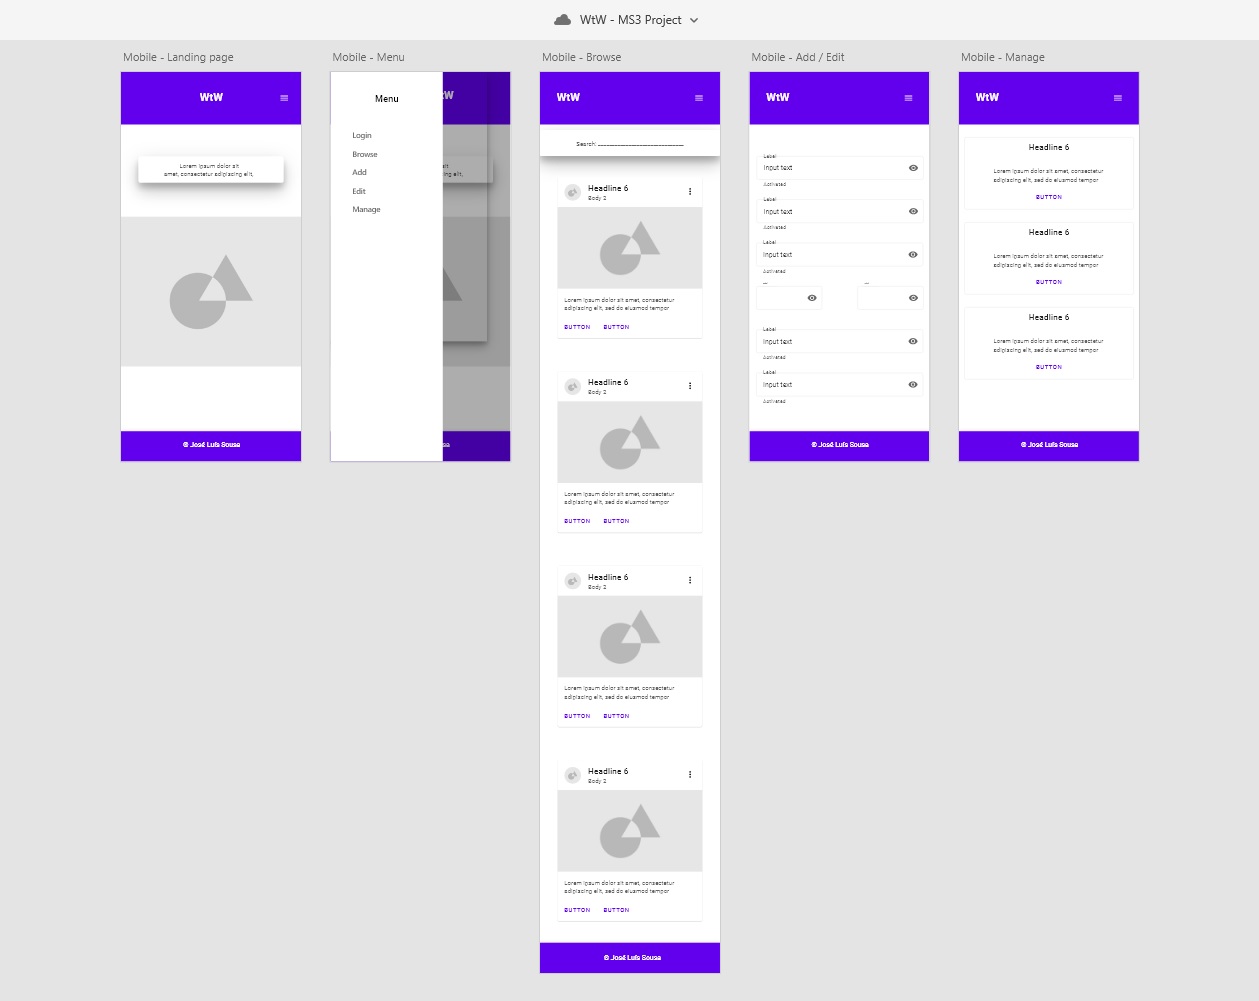 WtW - MS3 Project
Mobile - Landing page
WtW
Lorem ipsum dolor sit
amet, consectetur adipiscing elit,
© José Luís Sousa
Mobile - Menu
Menu
Login
Browse
Add
Edit
Manage
tW
sit
iscing elit,
sa
Mobile - Browse
WtW
Search:
Headline 6
Body 2
Lorem ipsum dolor sit amet, consectetur
adipiscing elit, sed do eiusmod tempor
BUTTON BUTTON
Headline 6
Body 2
Lorem ipsum dolor sit amet, consectetur
adipiscing elit, sed do eiusmod tempor
BUTTON BUTTON
Headline 6
Body 2
Lorem ipsum dolor sit amet, consectetur
adipiscing elit, sed do eiusmod tempor
BUTTON BUTTON
Headline 6
Body 2
Lorem ipsum dolor sit amet, consectetur
adipiscing elit, sed do eiusmod tempor
BUTTON BUTTON
© José Luís Sousa
Mobile - Add / Edit
WtW
Label
Input text
Activated
Label
Input text
Activated
Label
Input text
Activated
Label
Input text
Activated
Label
Input text
Activated
© José Luís Sousa
Mobile - Manage
WtW
Headline 6
Lorem ipsum dolor sit amet, consectetur
adipiscing elit, sed do eiusmod tempor
BUTTON
Headline 6
Lorem ipsum dolor sit amet, consectetur
adipiscing elit, sed do eiusmod tempor
BUTTON
Headline 6
Lorem ipsum dolor sit amet, consectetur
adipiscing elit, sed do eiusmod tempor
BUTTON
© José Luís Sousa